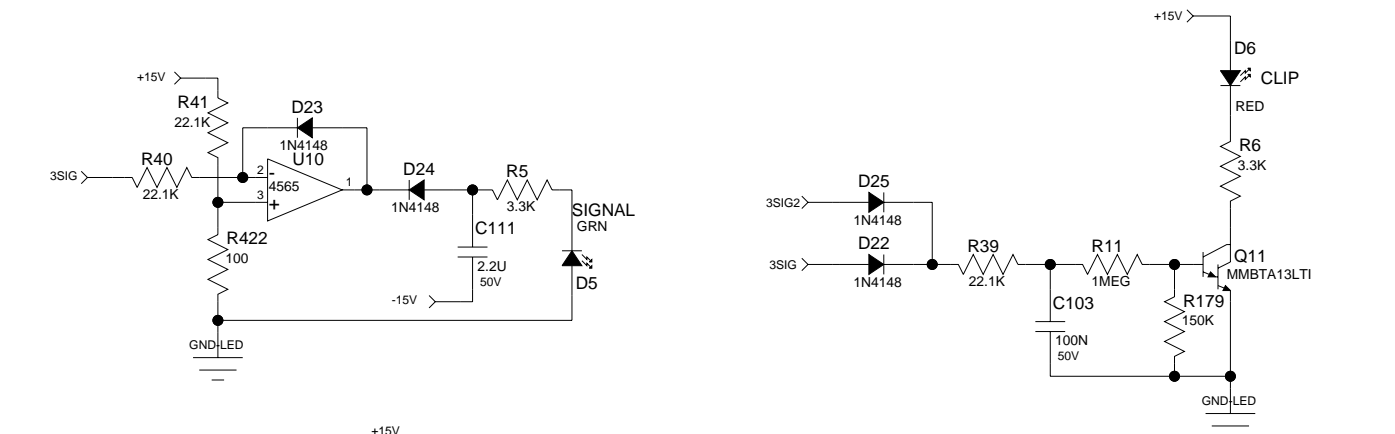 +15V
R41
22.1K
D23
1N4148
U10
3SIG
R40
22.1K
2
-
4565
1
3
+
R422
100
GND-LED
D24
1N4148
R5
3.3K
C111
2.2U
50V
-15V
SIGNAL
GRN
D5
+15V
+15V
D6
CLIP
RED
R6
3.3K
3SIG2
D25
1N4148
3SIG
D22
1N4148
R39
22.1K
R11
1MEG
Q11
MMBTA13LTI
C103
100N
50V
R179
150K
GND-LED